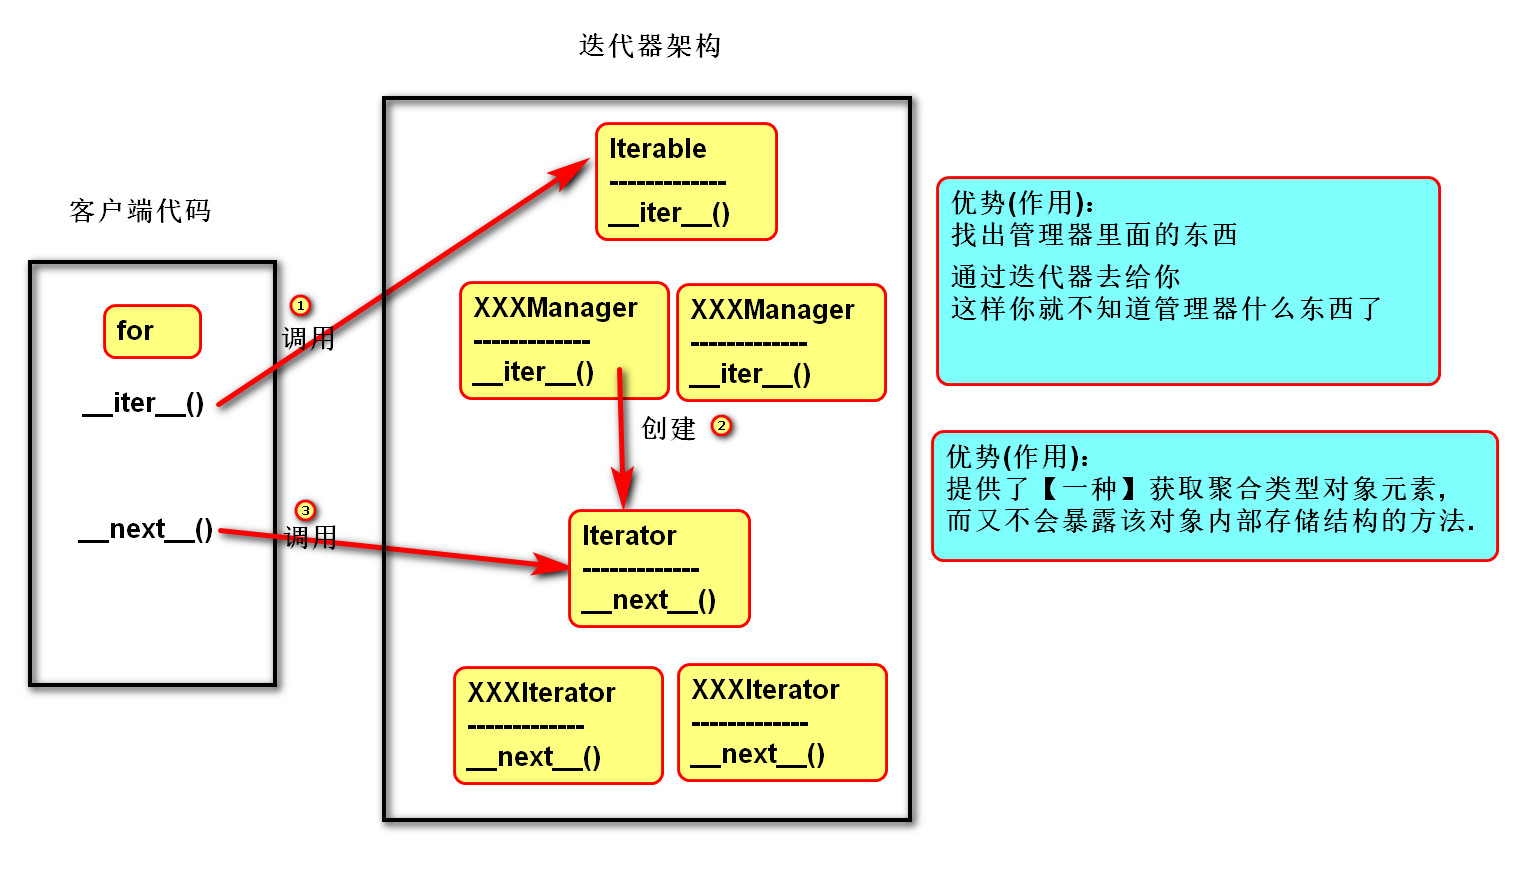 迭代器架构
客户端代码
for
__iter__()
__next__()
1
调用
3
调用
Iterable
-------------
__iter__()
XXXManager
-------------
__iter__()
XXXManager
-------------
__iter__()
创建 2
Iterator
-------------
__next__()
XXXIterator
-------------
__next__()
XXXIterator
-------------
__next__()
优势(作用)：
找出管理器里面的东西
通过迭代器去给你
这样你就不知道管理器什么东西了
优势(作用)：
提供了【一种】获取聚合类型对象元素,
而又不会暴露该对象内部存储结构的方法.